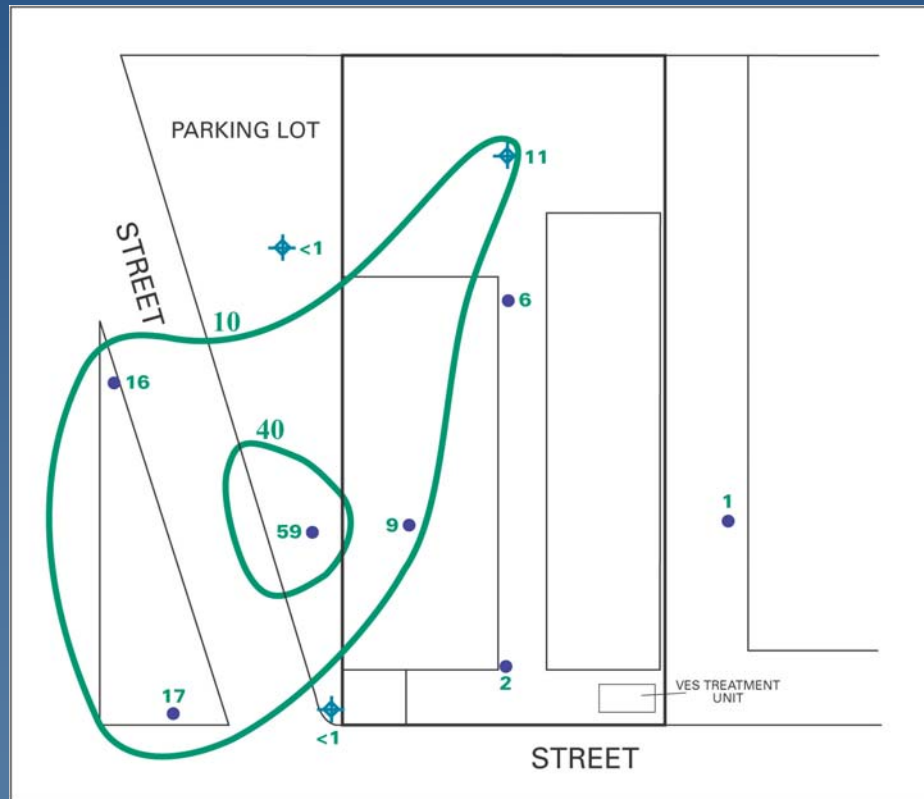 PARKING LOT
11
<1
STREET
6
10
16
40
1
59
9
2
17
VES TREATMENT
UNIT
<1
STREET